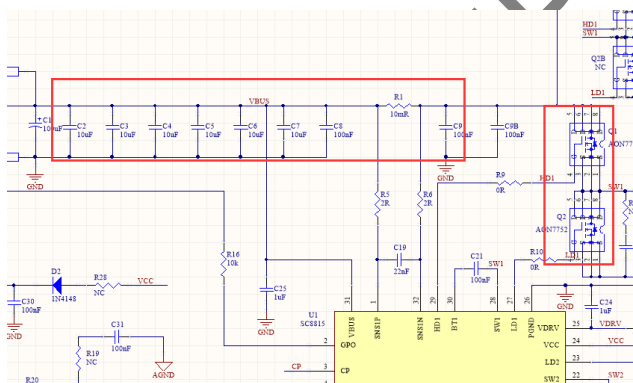 HD1
SW1
Q2B
NC
LD1
VBUS
R1
10mR
C2
10uF
C3
10uF
C4
10uF
C5
10uF
C6
10uF
C7
10uF
C8
100nF
C9
100nF
C9B
100nF
Q1
R9
0R
HD1
SW1
Q2
AON7752
R5
2R
R6
2R
R16
10k
C19
22nF
C21
100nF
SW1
R10
0R
LD1
D2
1N4148
R28
NC
VCC
C30
100nF
GND
C25
1uF
GND
GND
GND
GND
C24
1uF
U1
SC8815
31
1
32
29
30
28
27
26
VBUS
SNS1P
SNS1N
HD1
BT1
SW1
LD1
PGND
VDRV
25
VDRV
VCC
24
VCC
LD2
23
SW2
22
SW2
2
GPO
CP
3
CP
C31
100nF
R19
NC
AGND
R20